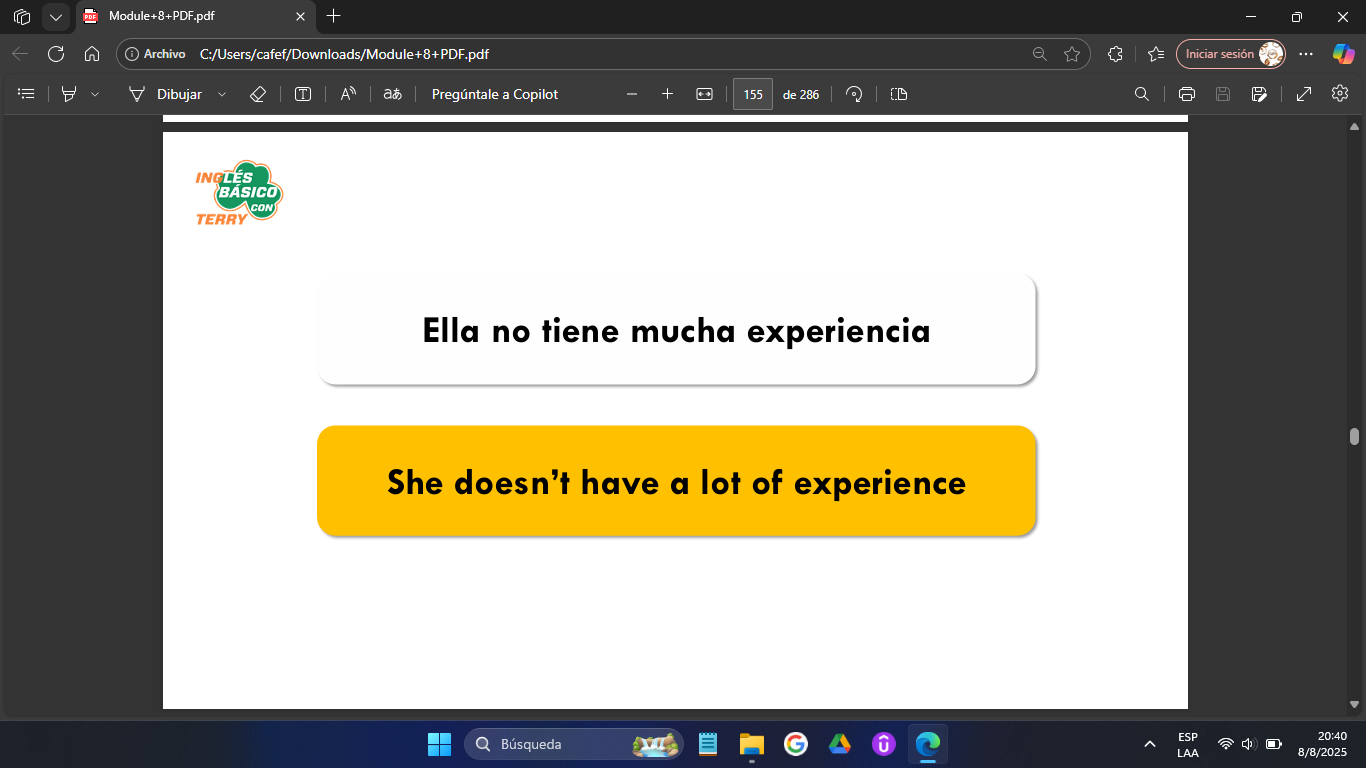 Module+8+PDF.pdf
Archivo
C:/Users/cafef/Downloads/Module+8+PDF.pdf
Iniciar sesión
Dibujar
Pregúntale a Copilot
155
de 286
INGLÉS
BÁSICO
CON
TERRY
Ella no tiene mucha experiencia
She doesn't have a lot of experience
Búsqueda
ESP
LAA
20:40
8/8/2025